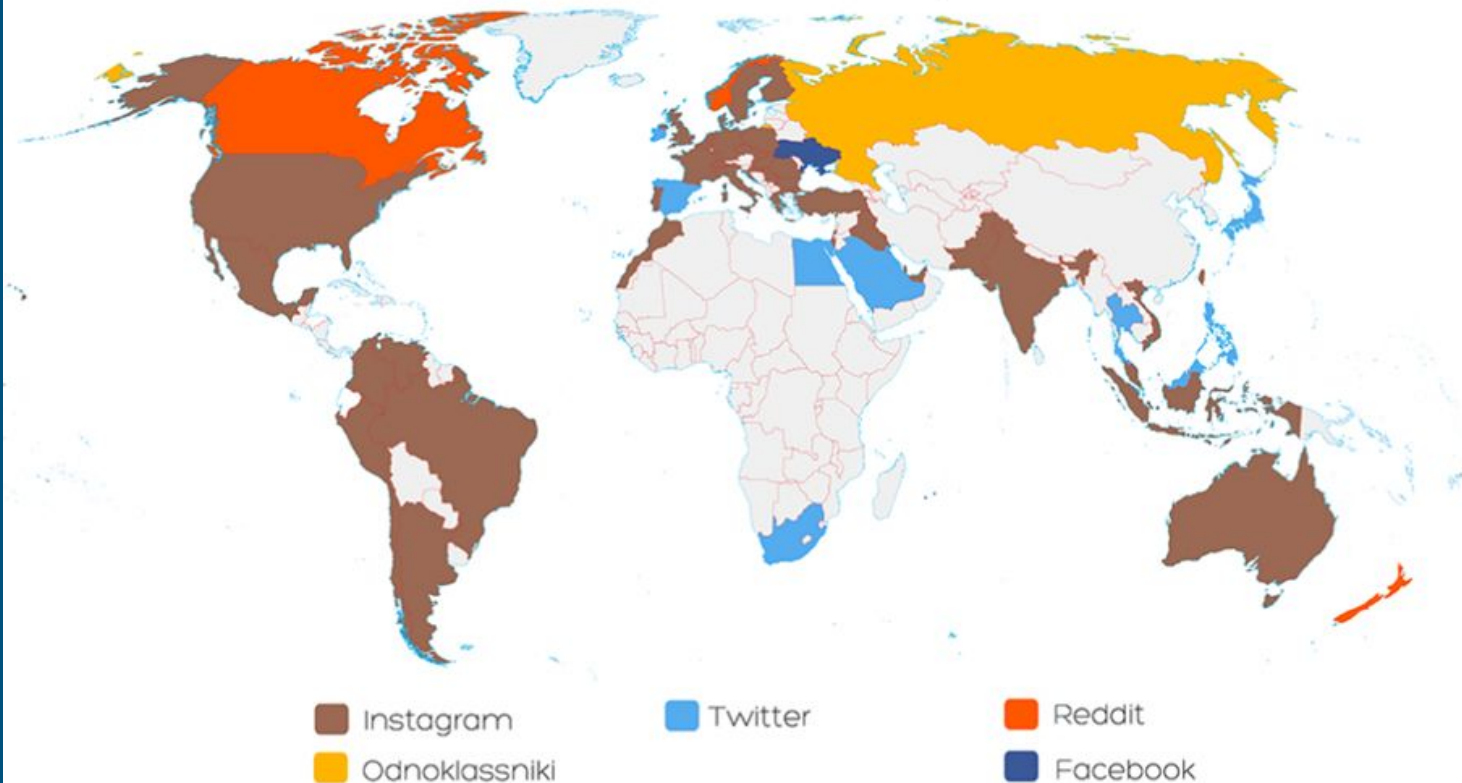 Instagram
Twitter
Reddit
Odnoklassniki
Facebook